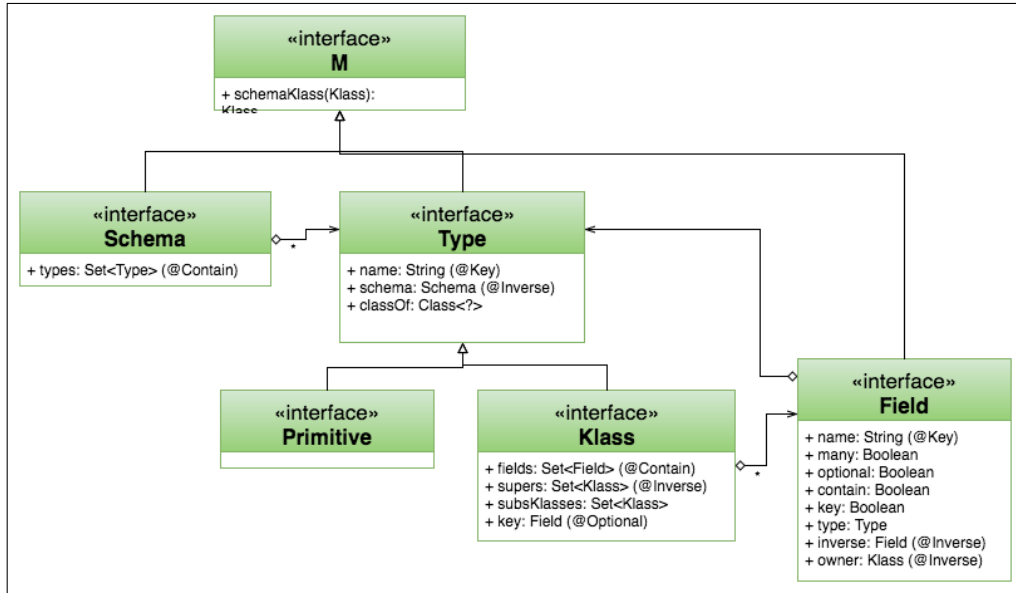 «interface»
M
+ schemaKlass(Klass):
Klass
«interface»
Schema
+ types: Set<Type> (@Contain)
*
«interface»
Type
+ name: String (@Key)
+ schema: Schema (@Inverse)
+ classOf: Class<?>
«interface»
Primitive
«interface»
Klass
+ fields: Set<Field> (@Contain)
+ supers: Set<Klass> (@Inverse)
+ subsKlasses: Set<Klass>
+ key: Field (@Optional)
*
«interface»
Field
+ name: String (@Key)
+ many: Boolean
+ optional: Boolean
+ contain: Boolean
+ key: Boolean
+ type: Type
+ inverse: Field (@Inverse)
+ owner: Klass (@Inverse)